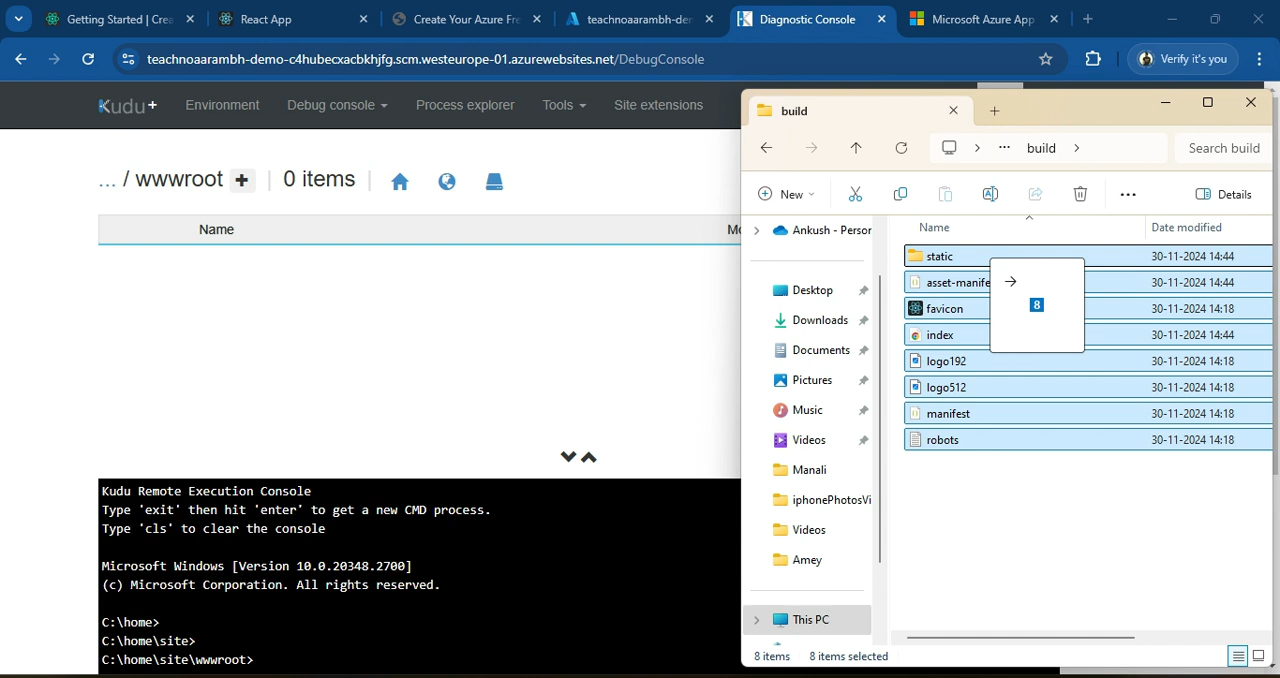 Getting Started | Crea
React App
Create Your Azure Fre
teachnoaarambh-der
Diagnostic Console
Microsoft Azure App
teachnoaarambh-demo-c4hubecxacbkhjfg.scm.westeurope-01.azurewebsites.net/DebugConsole
Verify it's you
Kudu+
Environment
Debug console
Process explorer
Tools
Site extensions
... / wwwroot + | 0 items
Name
Mo
Kudu Remote Execution Console
Type 'exit' then hit 'enter' to get a new CMD process.
Type 'cls' to clear the console
Microsoft Windows [Version 10.0.20348.2700]
(c) Microsoft Corporation. All rights reserved.
C:\home>
C:\home\site>
C:\home\site\wwwroot>
build
build
Search build
New
Details
Ankush - Person
Desktop
Downloads
Documents
Pictures
Music
Videos
Manali
iphonePhotosVi
Videos
Amey
This PC
Name
Date modified
static 30-11-2024 14:44
asset-manife 30-11-2024 14:44
favicon 30-11-2024 14:18
index 30-11-2024 14:44
logo192 30-11-2024 14:18
logo512 30-11-2024 14:18
manifest 30-11-2024 14:18
robots 30-11-2024 14:18
8
8 items
8 items selected